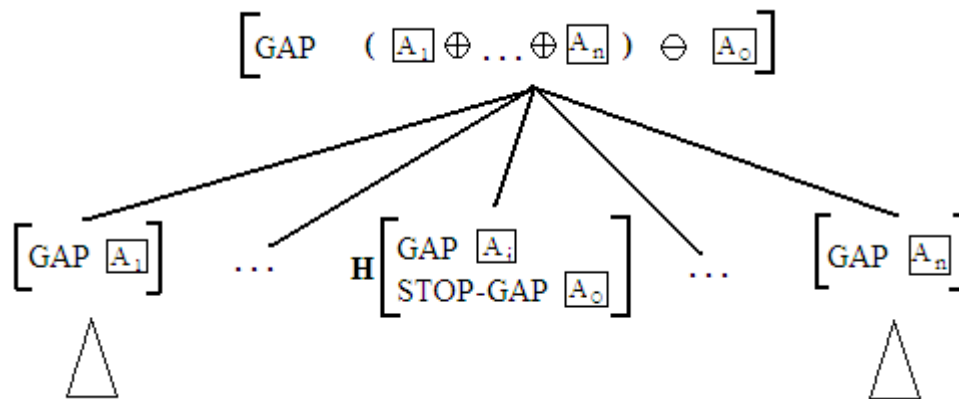 [GAP ( A₁ ⊕ ... ⊕ Aₙ ) ⊖ A₀]
[GAP A₁] ... H[GAP Aᵢ ... [GAP Aₙ]
STOP-GAP A₀]